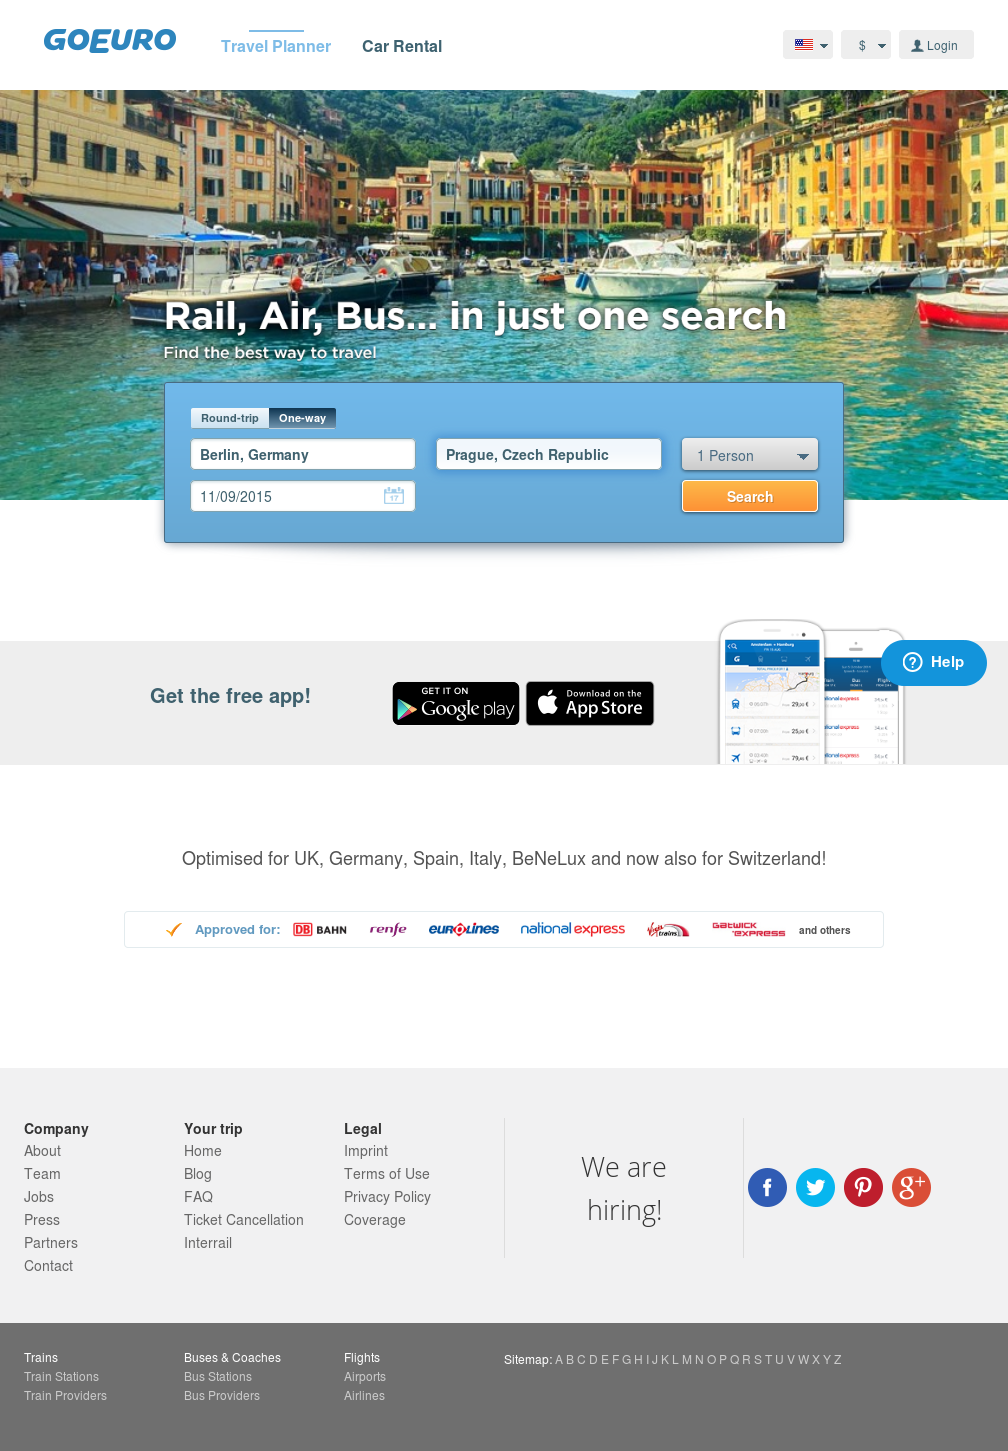 GOEURO
Travel Planner
Car Rental
$
Login
Rail, Air, Bus... in just one search
Find the best way to travel
Round-trip
One-way
Berlin, Germany
Prague, Czech Republic
1 Person
11/09/2015
17
Search
Get the free app!
GET IT ON
Google play
Download on the
App Store
Help
Optimised for UK, Germany, Spain, Italy, BeNeLux and now also for Switzerland!
Approved for:
DB BAHN
renfe
eurolines
national express
Virgin trains
GATWICK EXPRESS
and others
Company
About
Team
Jobs
Press
Partners
Contact
Your trip
Home
Blog
FAQ
Ticket Cancellation
Interrail
Legal
Imprint
Terms of Use
Privacy Policy
Coverage
We are
hiring!
Trains
Train Stations
Train Providers
Buses & Coaches
Bus Stations
Bus Providers
Flights
Airports
Airlines
Sitemap: A B C D E F G H I J K L M N O P Q R S T U V W X Y Z